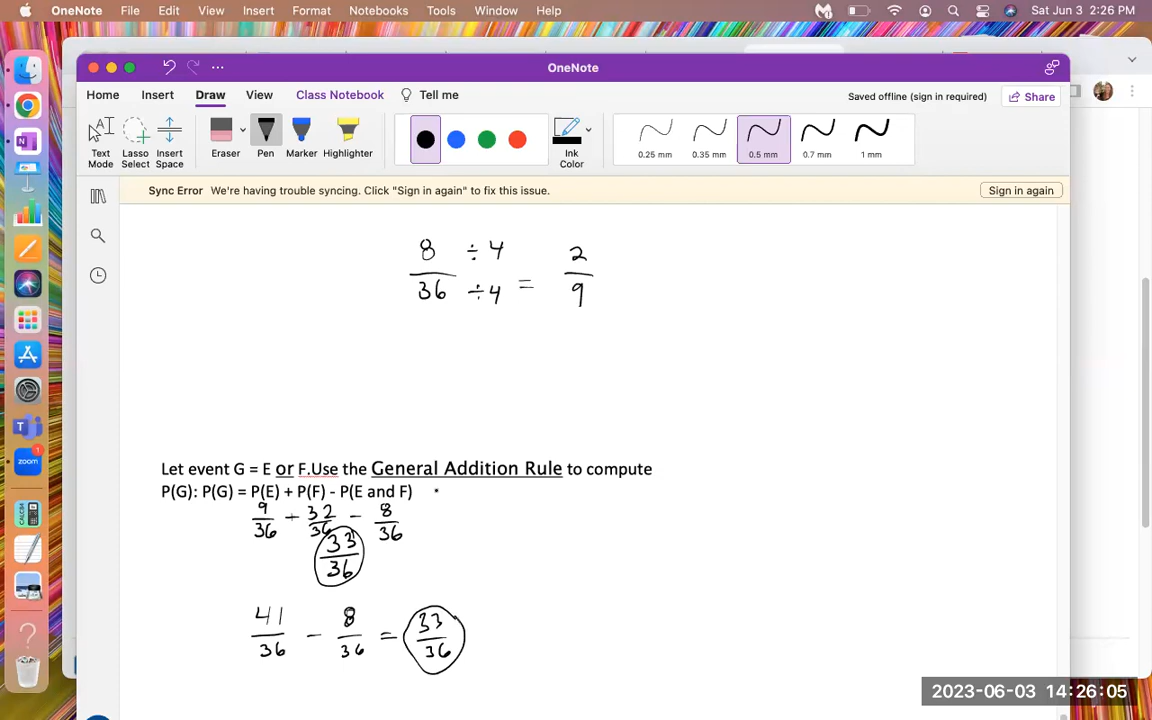 OneNote File Edit View Insert Format Notebooks Tools Window Help Sat Jun 3 2:26 PM
OneNote
Home Insert Draw View Class Notebook Tell me Saved offline (sign in required) Share
Text Mode Lasso Select Insert Space Eraser Pen Marker Highlighter Ink Color 0.25 mm 0.35 mm 0.5 mm 0.7 mm 1 mm
Sync Error We're having trouble syncing. Click "Sign in again" to fix this issue. Sign in again
8/36 ÷4/÷4 = 2/9
Let event G = E or F.Use the General Addition Rule to compute
P(G): P(G) = P(E) + P(F) - P(E and F)
9/36 + 32/36 - 8/36
33/36
41/36 - 8/36 = 33/36
zoom
2023-06-03 14:26:05